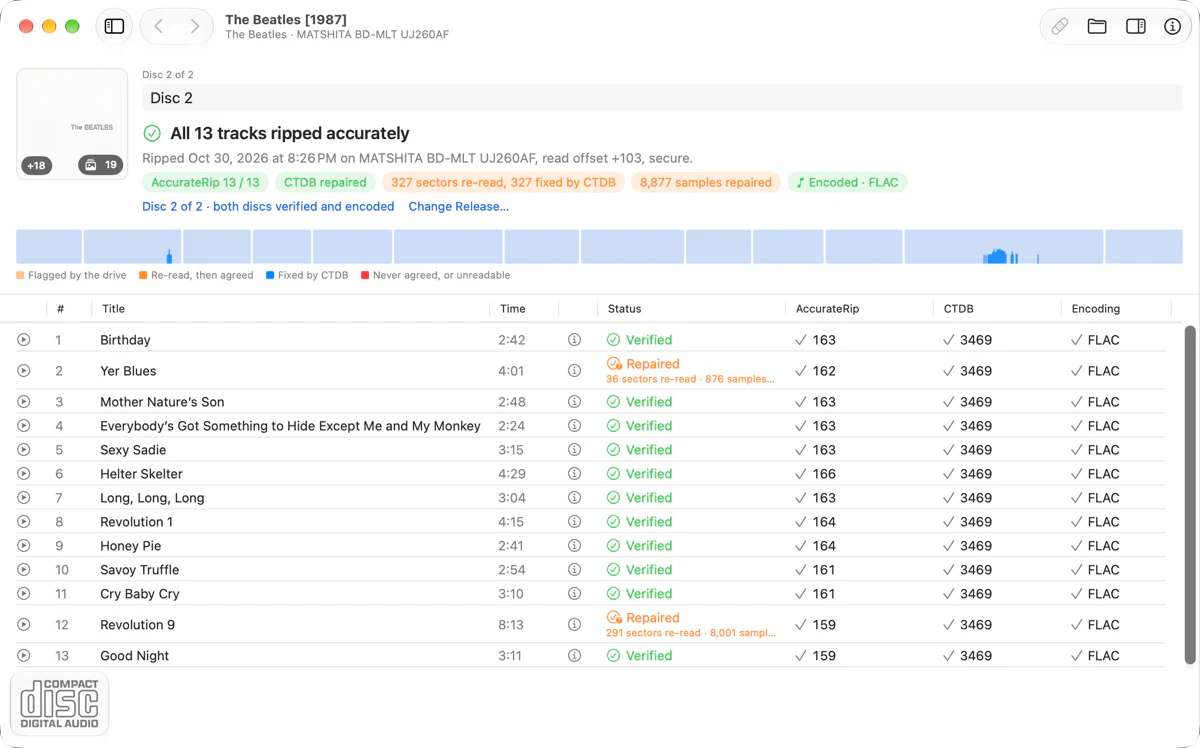 The Beatles [1987]
The Beatles · MATSHITA BD-MLT UJ260AF
The BEATLES
+18
19
Disc 2 of 2
Disc 2
All 13 tracks ripped accurately
Ripped Oct 30, 2026 at 8:26 PM on MATSHITA BD-MLT UJ260AF, read offset +103, secure.
AccurateRip 13 / 13 CTDB repaired 327 sectors re-read, 327 fixed by CTDB 8,877 samples repaired Encoded · FLAC
Disc 2 of 2 · both discs verified and encoded Change Release…
Flagged by the drive Re-read, then agreed Fixed by CTDB Never agreed, or unreadable
# Title Time Status AccurateRip CTDB Encoding
1 Birthday 2:42 Verified 163 3469 FLAC
2 Yer Blues 4:01 Repaired 162 3469 FLAC
36 sectors re-read · 876 samples…
3 Mother Nature’s Son 2:48 Verified 163 3469 FLAC
4 Everybody’s Got Something to Hide Except Me and My Monkey 2:24 Verified 163 3469 FLAC
5 Sexy Sadie 3:15 Verified 163 3469 FLAC
6 Helter Skelter 4:29 Verified 166 3469 FLAC
7 Long, Long, Long 3:04 Verified 163 3469 FLAC
8 Revolution 1 4:15 Verified 164 3469 FLAC
9 Honey Pie 2:41 Verified 164 3469 FLAC
10 Savoy Truffle 2:54 Verified 161 3469 FLAC
11 Cry Baby Cry 3:10 Verified 161 3469 FLAC
12 Revolution 9 8:13 Repaired 159 3469 FLAC
291 sectors re-read · 8,001 sampl…
13 Good Night 3:11 Verified 159 3469 FLAC
COMPACT
disc
DIGITAL AUDIO